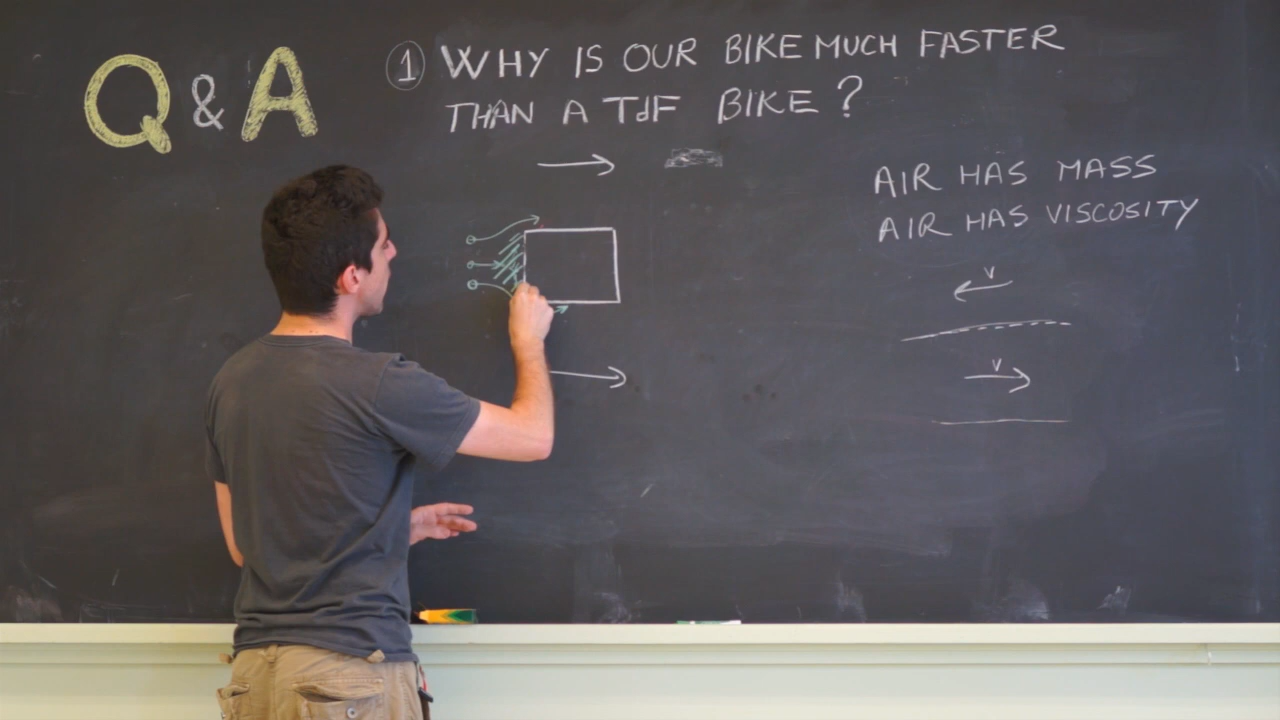 Q & A
1 WHY IS OUR BIKE MUCH FASTER
THAN A TdF BIKE?
AIR HAS MASS
AIR HAS VISCOSITY
V
V